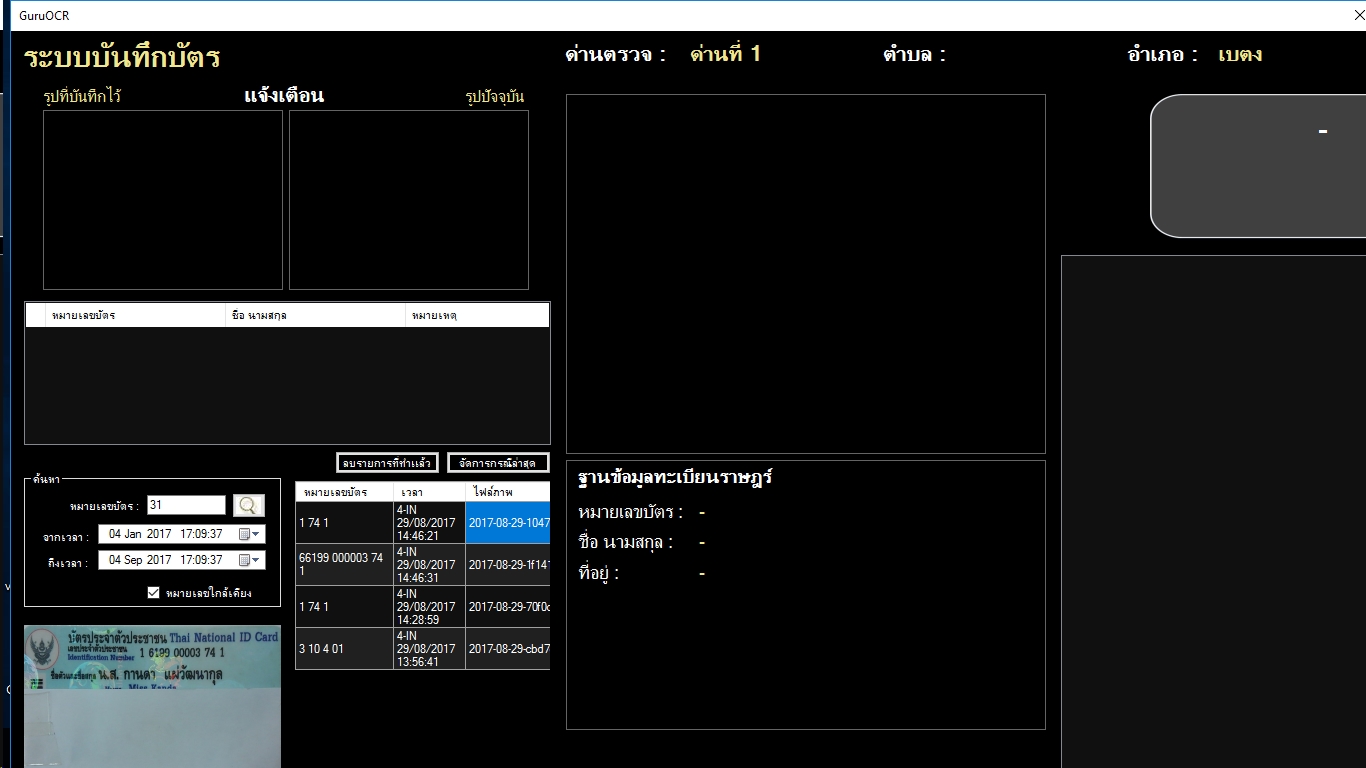 GuruOCR
ระบบบันทึกบัตร
ด่านตรวจ : ด่านที่ 1 ตำบล : อำเภอ : เบตง
รูปที่บันทึกไว้ แจ้งเตือน รูปปัจจุบัน
-
หมายเลขบัตร ชื่อ นามสกุล หมายเหตุ
ลบรายการที่ทำแล้ว จัดการกรณีล่าสุด
ค้นหา
หมายเลขบัตร : 31
จากเวลา : 04 Jan 2017 17:09:37
ถึงเวลา : 04 Sep 2017 17:09:37
หมายเลขใกล้เคียง
หมายเลขบัตร เวลา ไฟล์ภาพ
1 74 1 4-IN 29/08/2017 14:46:21 2017-08-29-1047
66199 000003 74 1 4-IN 29/08/2017 14:46:31 2017-08-29-1f141
1 74 1 4-IN 29/08/2017 14:28:59 2017-08-29-70f0c
3 10 4 01 4-IN 29/08/2017 13:56:41 2017-08-29-cbd7
บัตรประจำตัวประชาชน Thai National ID Card
เลขประจำตัวประชาชน 1 6199 00003 74 1
Identification Number
ชื่อตัวและชื่อสกุล น.ส. กานดา แผ่วัฒนากุล
Name Miss Kanda
ฐานข้อมูลทะเบียนราษฎร์
หมายเลขบัตร : -
ชื่อ นามสกุล : -
ที่อยู่ : -